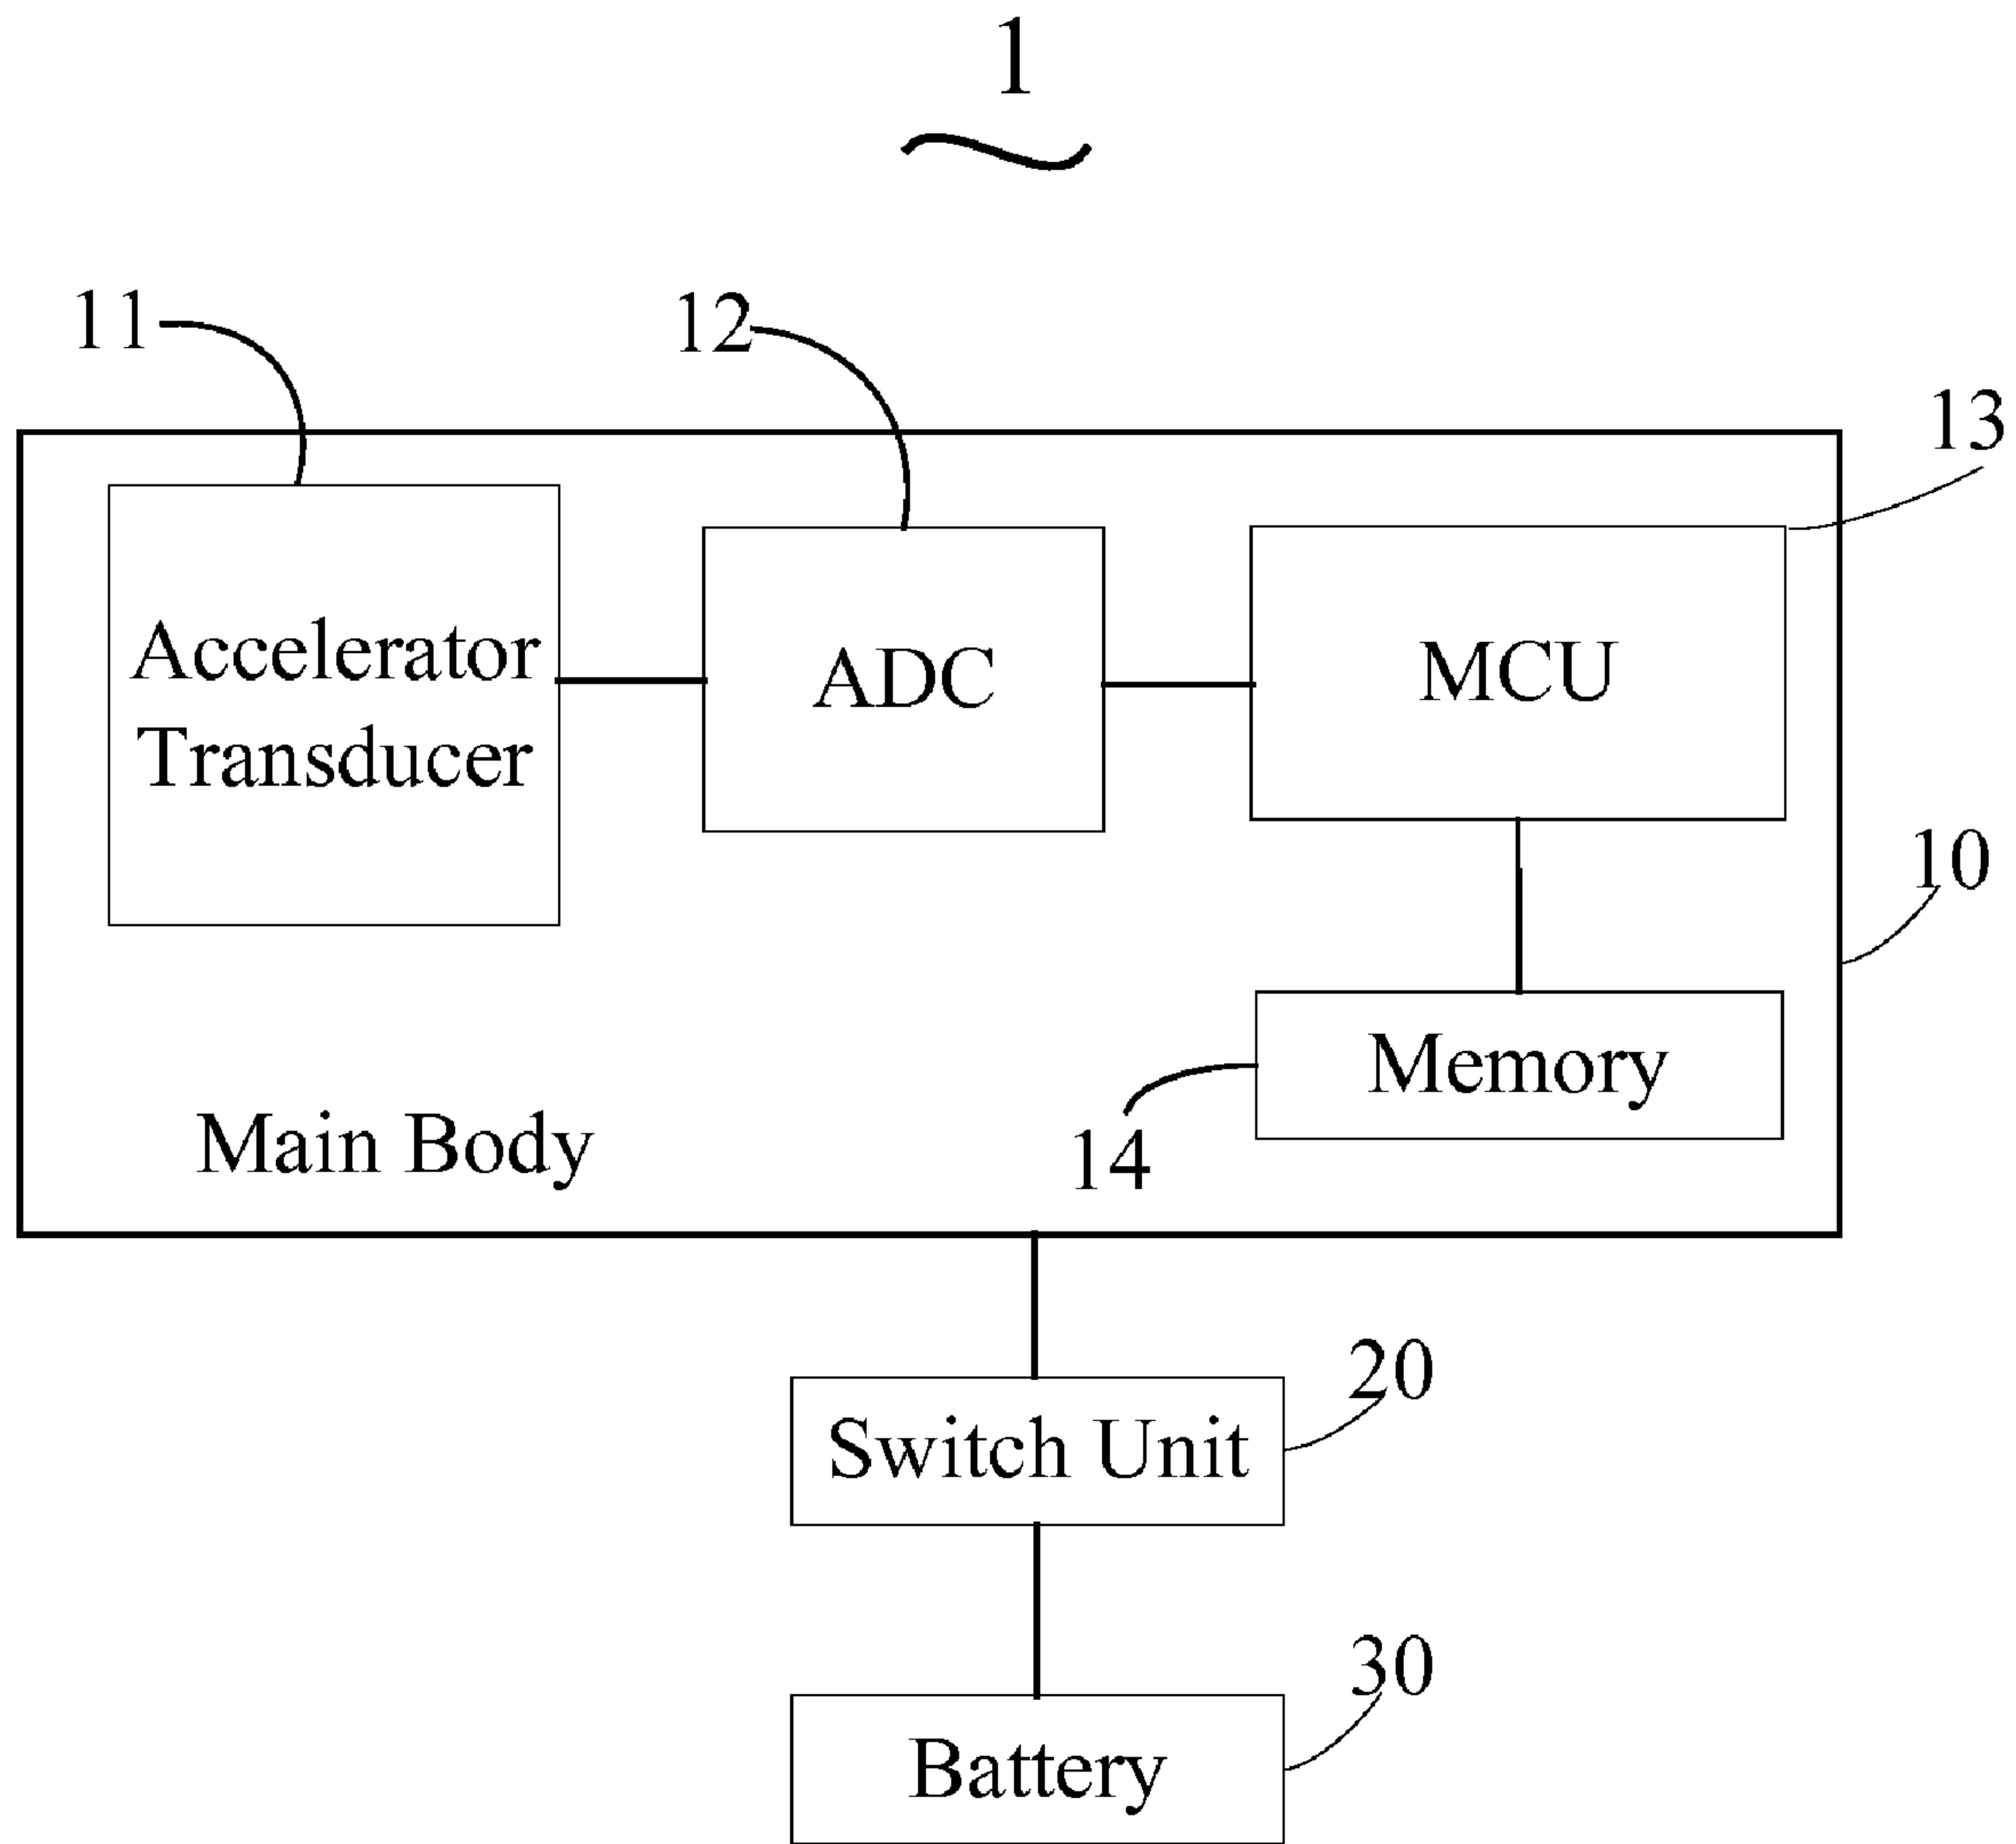 1
11
12
13
Accelerator
Transducer
ADC
MCU
10
Memory
Main Body
14
20
Switch Unit
30
Battery